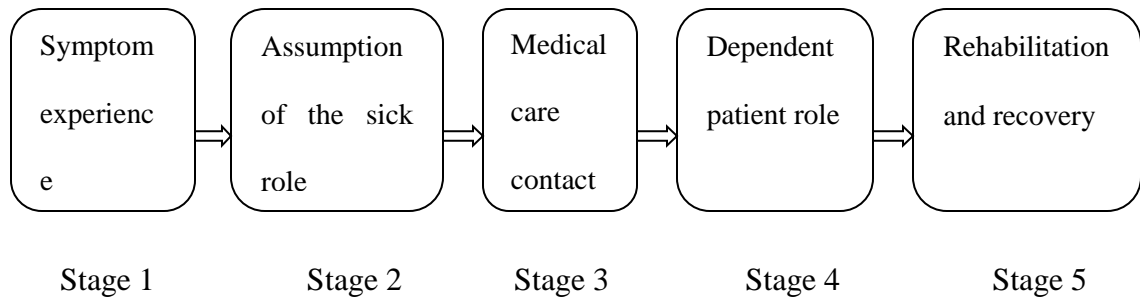 Symptom
experienc
e
Assumption
of the sick
role
Medical
care
contact
Dependent
patient role
Rehabilitation
and recovery
Stage 1
Stage 2
Stage 3
Stage 4
Stage 5